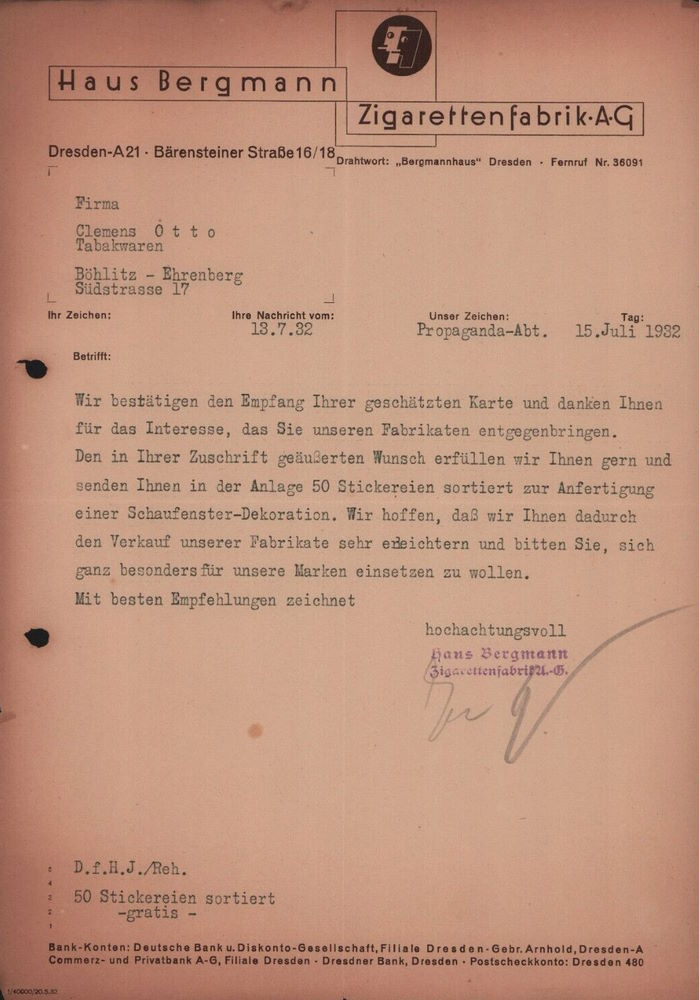 Haus Bergmann
Zigarettenfabrik·A·G
Dresden-A21 · Bärensteiner Straße 16/18
Drahtwort: „Bergmannhaus" Dresden · Fernruf Nr. 36091
Firma
Clemens O t t o
Tabakwaren
Böhlitz - Ehrenberg
Südstrasse 17
Ihr Zeichen: Ihre Nachricht vom: Unser Zeichen: Tag:
13.7.32 Propaganda-Abt. 15.Juli 1932
Betrifft:
Wir bestätigen den Empfang Ihrer geschätzten Karte und danken Ihnen
für das Interesse, das Sie unseren Fabrikaten entgegenbringen.
Den in Ihrer Zuschrift geäußerten Wunsch erfüllen wir Ihnen gern und
senden Ihnen in der Anlage 50 Stickereien sortiert zur Anfertigung
einer Schaufenster-Dekoration. Wir hoffen, daß wir Ihnen dadurch
den Verkauf unserer Fabrikate sehr erleichtern und bitten Sie, sich
ganz besonders für unsere Marken einsetzen zu wollen.
Mit besten Empfehlungen zeichnet
hochachtungsvoll
Haus Bergmann
Zigarettenfabrik A.-G.
D.f.H.J./Reh.
50 Stickereien sortiert
-gratis -
Bank-Konten: Deutsche Bank u. Diskonto-Gesellschaft, Filiale Dresden - Gebr. Arnhold, Dresden-A
Commerz- und Privatbank A-G, Filiale Dresden · Dresdner Bank, Dresden · Postscheckkonto: Dresden 480
1/40000/20.5.32